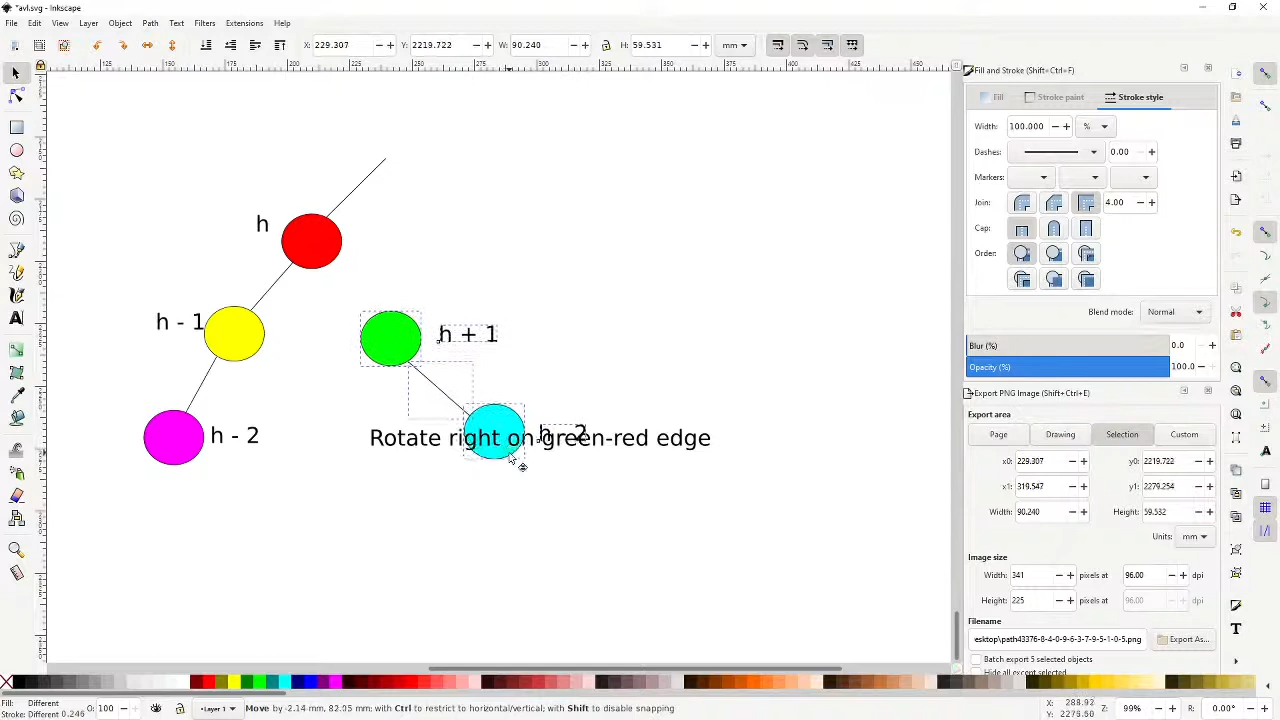 *avl.svg - Inkscape
File Edit View Layer Object Path Text Filters Extensions Help
X: 229.307 Y: 2219.722 W: 90.240 H: 59.531 mm
Fill and Stroke (Shift+Ctrl+F)
Fill Stroke paint Stroke style
Width: 100.000 %
Dashes: 0.00
Markers:
Join: 4.00
Cap:
Order:
Blend mode: Normal
Blur (%) 0.0
Opacity (%) 100.0
h
h - 1
h + 1
h - 2
h - 2
Rotate right on green-red edge
Export PNG Image (Shift+Ctrl+E)
Export area
Page Drawing Selection Custom
x0: 229.307 y0: 2219.722
x1: 319.547 y1: 2279.254
Width: 90.240 Height: 59.532
Units: mm
Image size
Width: 341 pixels at 96.00 dpi
Height: 225 pixels at 96.00 dpi
Filename
esktop\path43376-8-4-0-9-6-3-7-9-5-1-0-5.png Export As...
Batch export 5 selected objects
Hide all except selected
Fill: Different
Stroke: Different 0.246
O: 100
Layer 1
Move by -2.14 mm, 82.05 mm; with Ctrl to restrict to horizontal/vertical; with Shift to disable snapping
X: 288.92
Y: 2278.60
Z: 99%
R: 0.00°